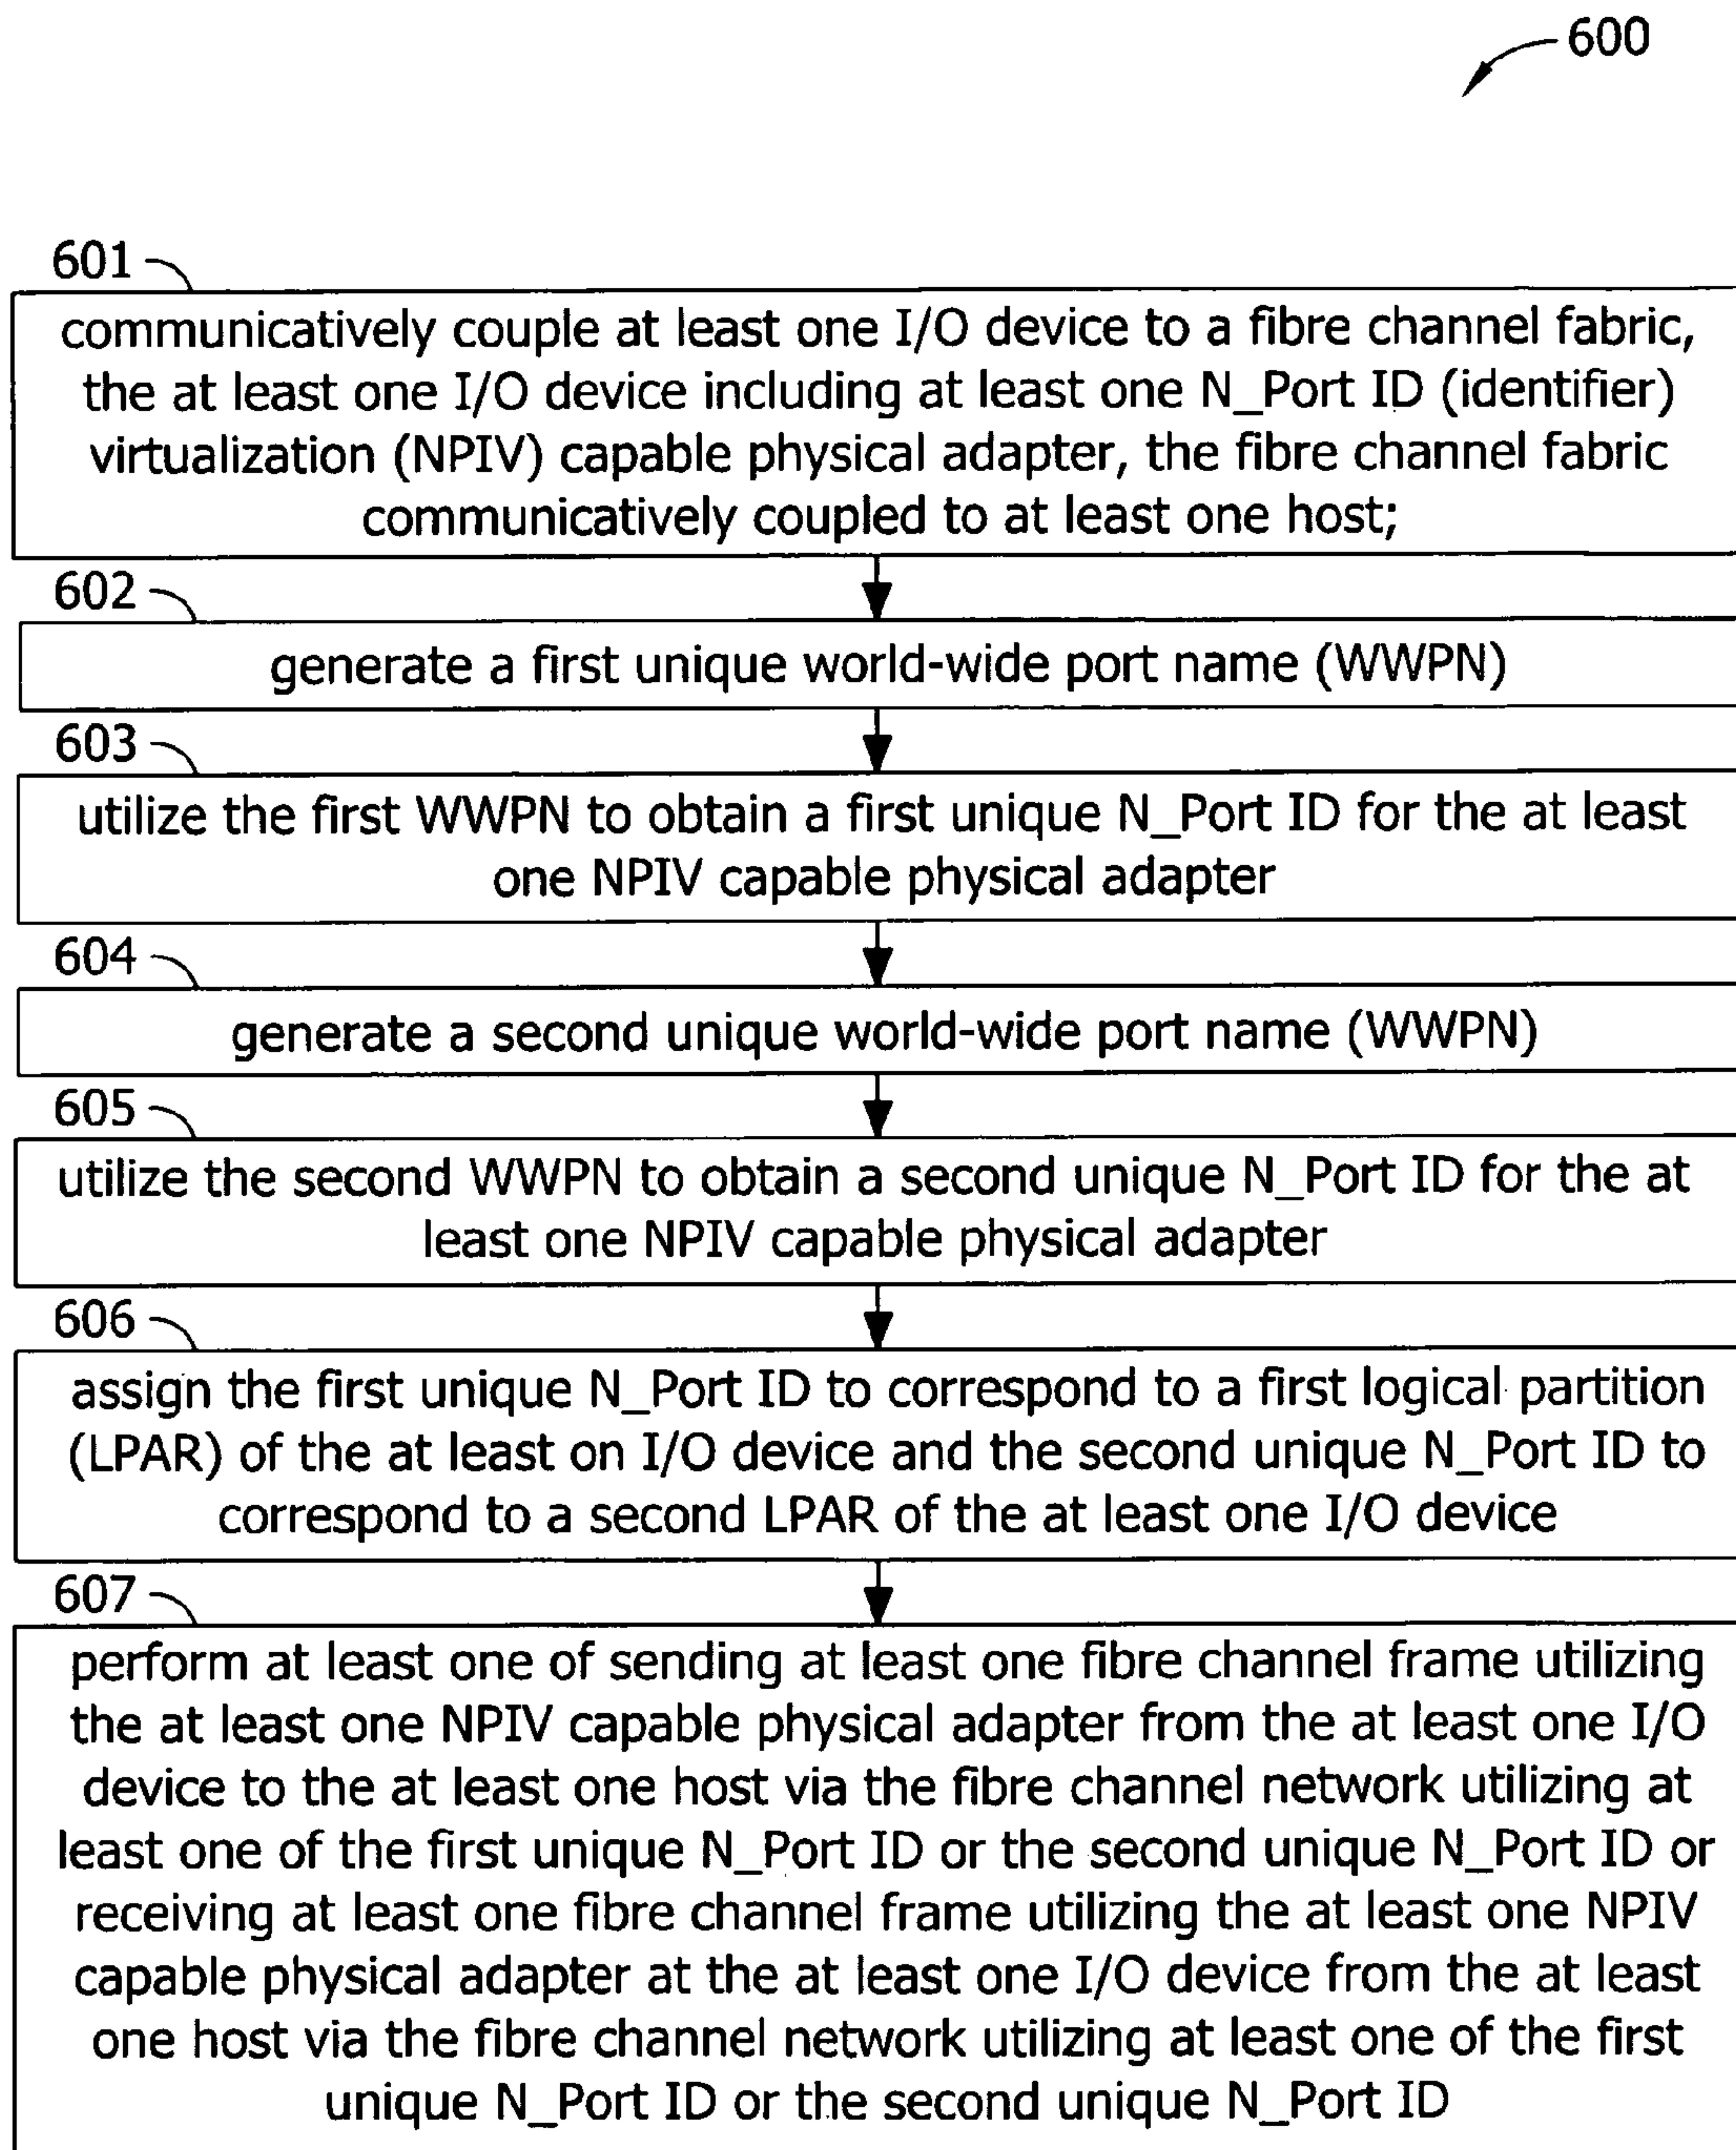 600
601
communicatively couple at least one I/O device to a fibre channel fabric,
the at least one I/O device including at least one N_Port ID (identifier)
virtualization (NPIV) capable physical adapter, the fibre channel fabric
communicatively coupled to at least one host;
602
generate a first unique world-wide port name (WWPN)
603
utilize the first WWPN to obtain a first unique N_Port ID for the at least
one NPIV capable physical adapter
604
generate a second unique world-wide port name (WWPN)
605
utilize the second WWPN to obtain a second unique N_Port ID for the at
least one NPIV capable physical adapter
606
assign the first unique N_Port ID to correspond to a first logical partition
(LPAR) of the at least on I/O device and the second unique N_Port ID to
correspond to a second LPAR of the at least one I/O device
607
perform at least one of sending at least one fibre channel frame utilizing
the at least one NPIV capable physical adapter from the at least one I/O
device to the at least one host via the fibre channel network utilizing at
least one of the first unique N_Port ID or the second unique N_Port ID or
receiving at least one fibre channel frame utilizing the at least one NPIV
capable physical adapter at the at least one I/O device from the at least
one host via the fibre channel network utilizing at least one of the first
unique N_Port ID or the second unique N_Port ID